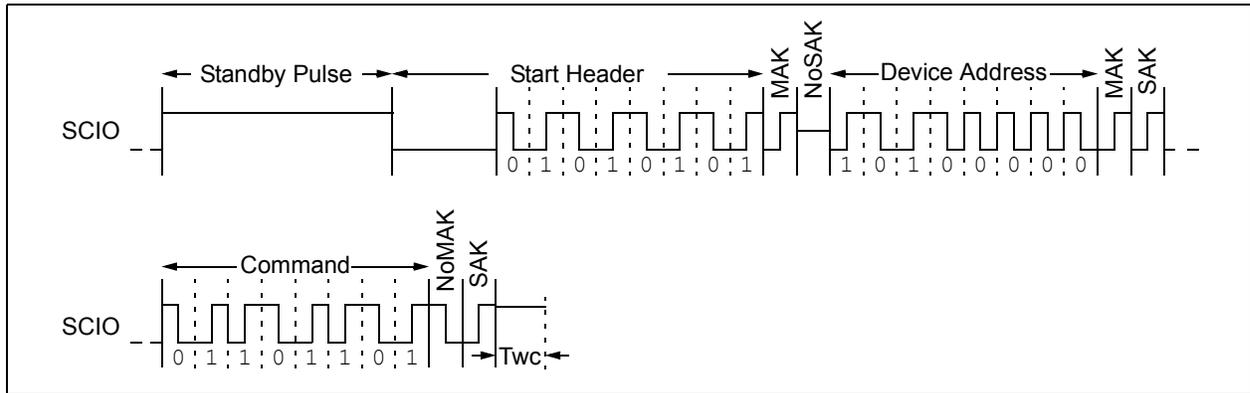 Standby Pulse
Start Header
MAK
NoSAK
Device Address
MAK
SAK
SCIO
0 1 0 1 0 1 0 1
1 0 1 0 0 0 0 0
Command
NoMAK
SAK
SCIO
0 1 1 0 1 1 0 1
Twc